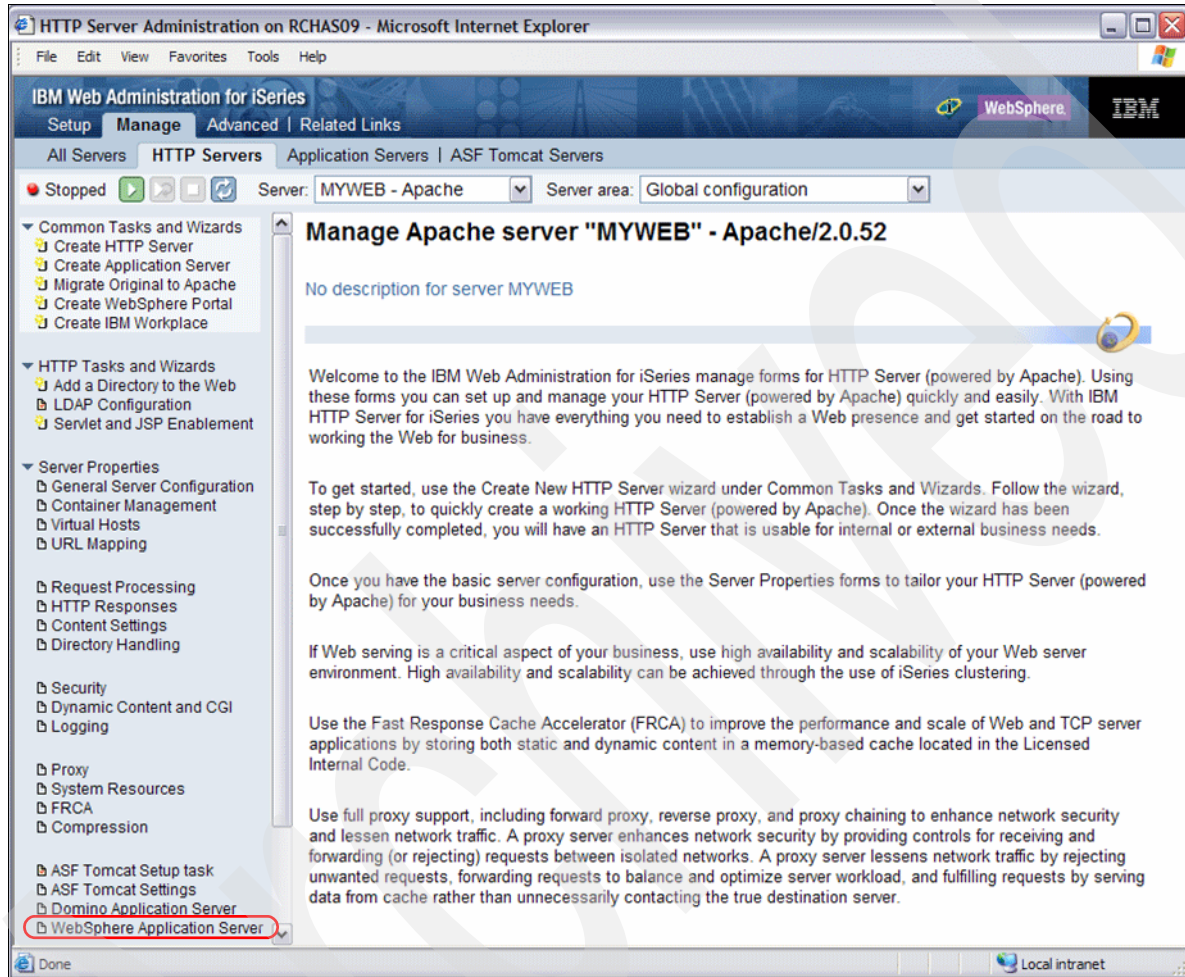 HTTP Server Administration on RCHAS09 - Microsoft Internet Explorer
File Edit View Favorites Tools Help
IBM Web Administration for iSeries
WebSphere
IBM
Setup Manage Advanced | Related Links
All Servers HTTP Servers Application Servers | ASF Tomcat Servers
Stopped Server: MYWEB - Apache Server area: Global configuration
Common Tasks and Wizards
Create HTTP Server
Create Application Server
Migrate Original to Apache
Create WebSphere Portal
Create IBM Workplace
HTTP Tasks and Wizards
Add a Directory to the Web
LDAP Configuration
Servlet and JSP Enablement
Server Properties
General Server Configuration
Container Management
Virtual Hosts
URL Mapping
Request Processing
HTTP Responses
Content Settings
Directory Handling
Security
Dynamic Content and CGI
Logging
Proxy
System Resources
FRCA
Compression
ASF Tomcat Setup task
ASF Tomcat Settings
Domino Application Server
WebSphere Application Server
Manage Apache server "MYWEB" - Apache/2.0.52
No description for server MYWEB
Welcome to the IBM Web Administration for iSeries manage forms for HTTP Server (powered by Apache). Using
these forms you can set up and manage your HTTP Server (powered by Apache) quickly and easily. With IBM
HTTP Server for iSeries you have everything you need to establish a Web presence and get started on the road to
working the Web for business.
To get started, use the Create New HTTP Server wizard under Common Tasks and Wizards. Follow the wizard,
step by step, to quickly create a working HTTP Server (powered by Apache). Once the wizard has been
successfully completed, you will have an HTTP Server that is usable for internal or external business needs.
Once you have the basic server configuration, use the Server Properties forms to tailor your HTTP Server (powered
by Apache) for your business needs.
If Web serving is a critical aspect of your business, use high availability and scalability of your Web server
environment. High availability and scalability can be achieved through the use of iSeries clustering.
Use the Fast Response Cache Accelerator (FRCA) to improve the performance and scale of Web and TCP server
applications by storing both static and dynamic content in a memory-based cache located in the Licensed
Internal Code.
Use full proxy support, including forward proxy, reverse proxy, and proxy chaining to enhance network security
and lessen network traffic. A proxy server enhances network security by providing controls for receiving and
forwarding (or rejecting) requests between isolated networks. A proxy server lessens network traffic by rejecting
unwanted requests, forwarding requests to balance and optimize server workload, and fulfilling requests by serving
data from cache rather than unnecessarily contacting the true destination server.
Done
Local intranet